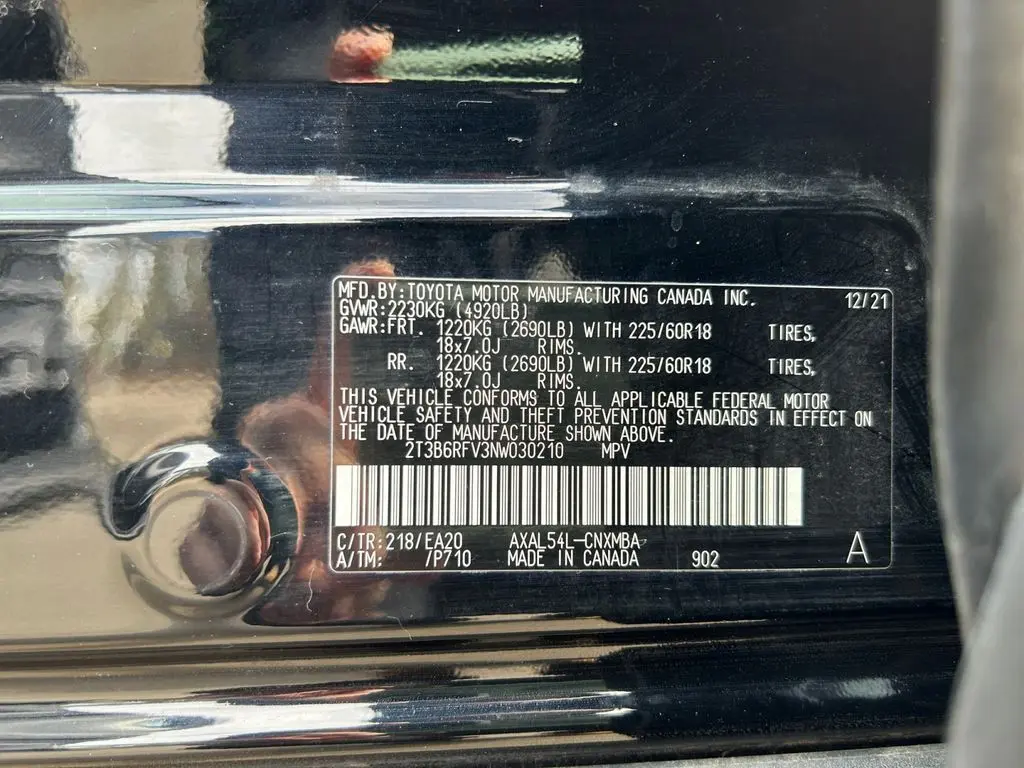 MFD.BY:TOYOTA MOTOR MANUFACTURING CANADA INC. 12/21
GVWR:2230KG (4920LB)
GAWR:FRT. 1220KG (2690LB) WITH 225/60R18 TIRES,
18x7.0J RIMS.
RR. 1220KG (2690LB) WITH 225/60R18 TIRES,
18x7.0J RIMS.
THIS VEHICLE CONFORMS TO ALL APPLICABLE FEDERAL MOTOR
VEHICLE SAFETY AND THEFT PREVENTION STANDARDS IN EFFECT ON
THE DATE OF MANUFACTURE SHOWN ABOVE.
2T3B6RFV3NW030210 MPV
C/TR:218/EA20 AXAL54L-CNXMBA
A/TM: /P710 MADE IN CANADA 902 A